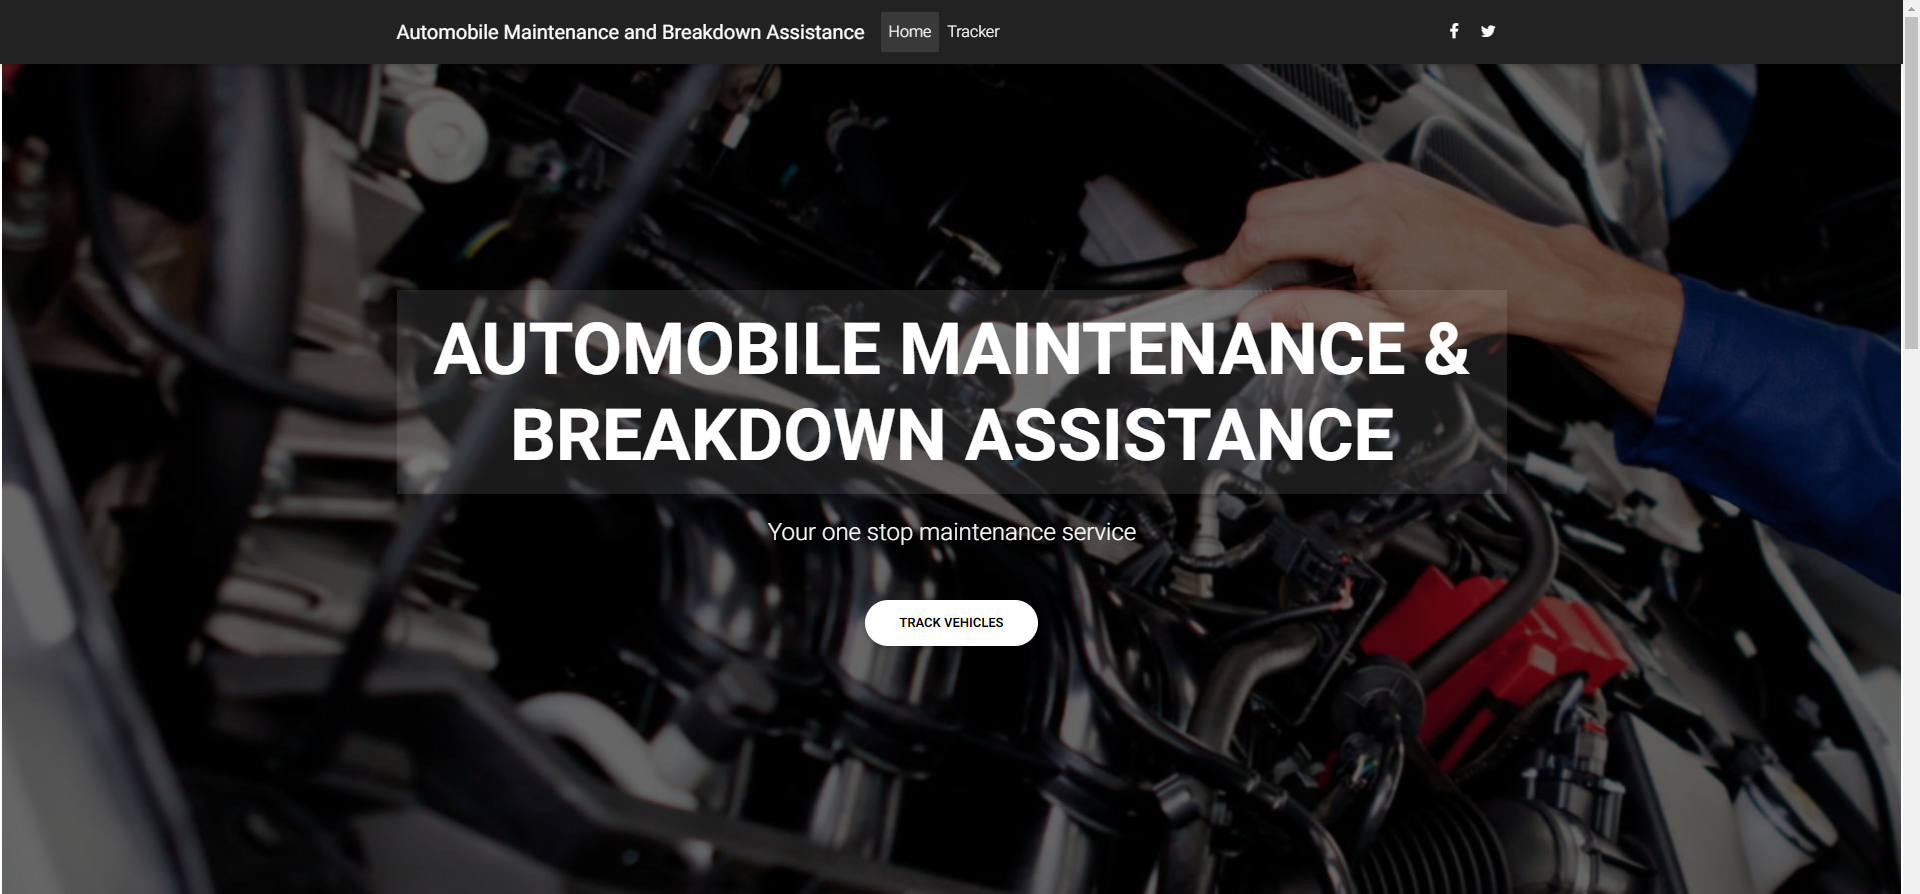 Automobile Maintenance and Breakdown Assistance Home Tracker
AUTOMOBILE MAINTENANCE &
BREAKDOWN ASSISTANCE
Your one stop maintenance service
TRACK VEHICLES